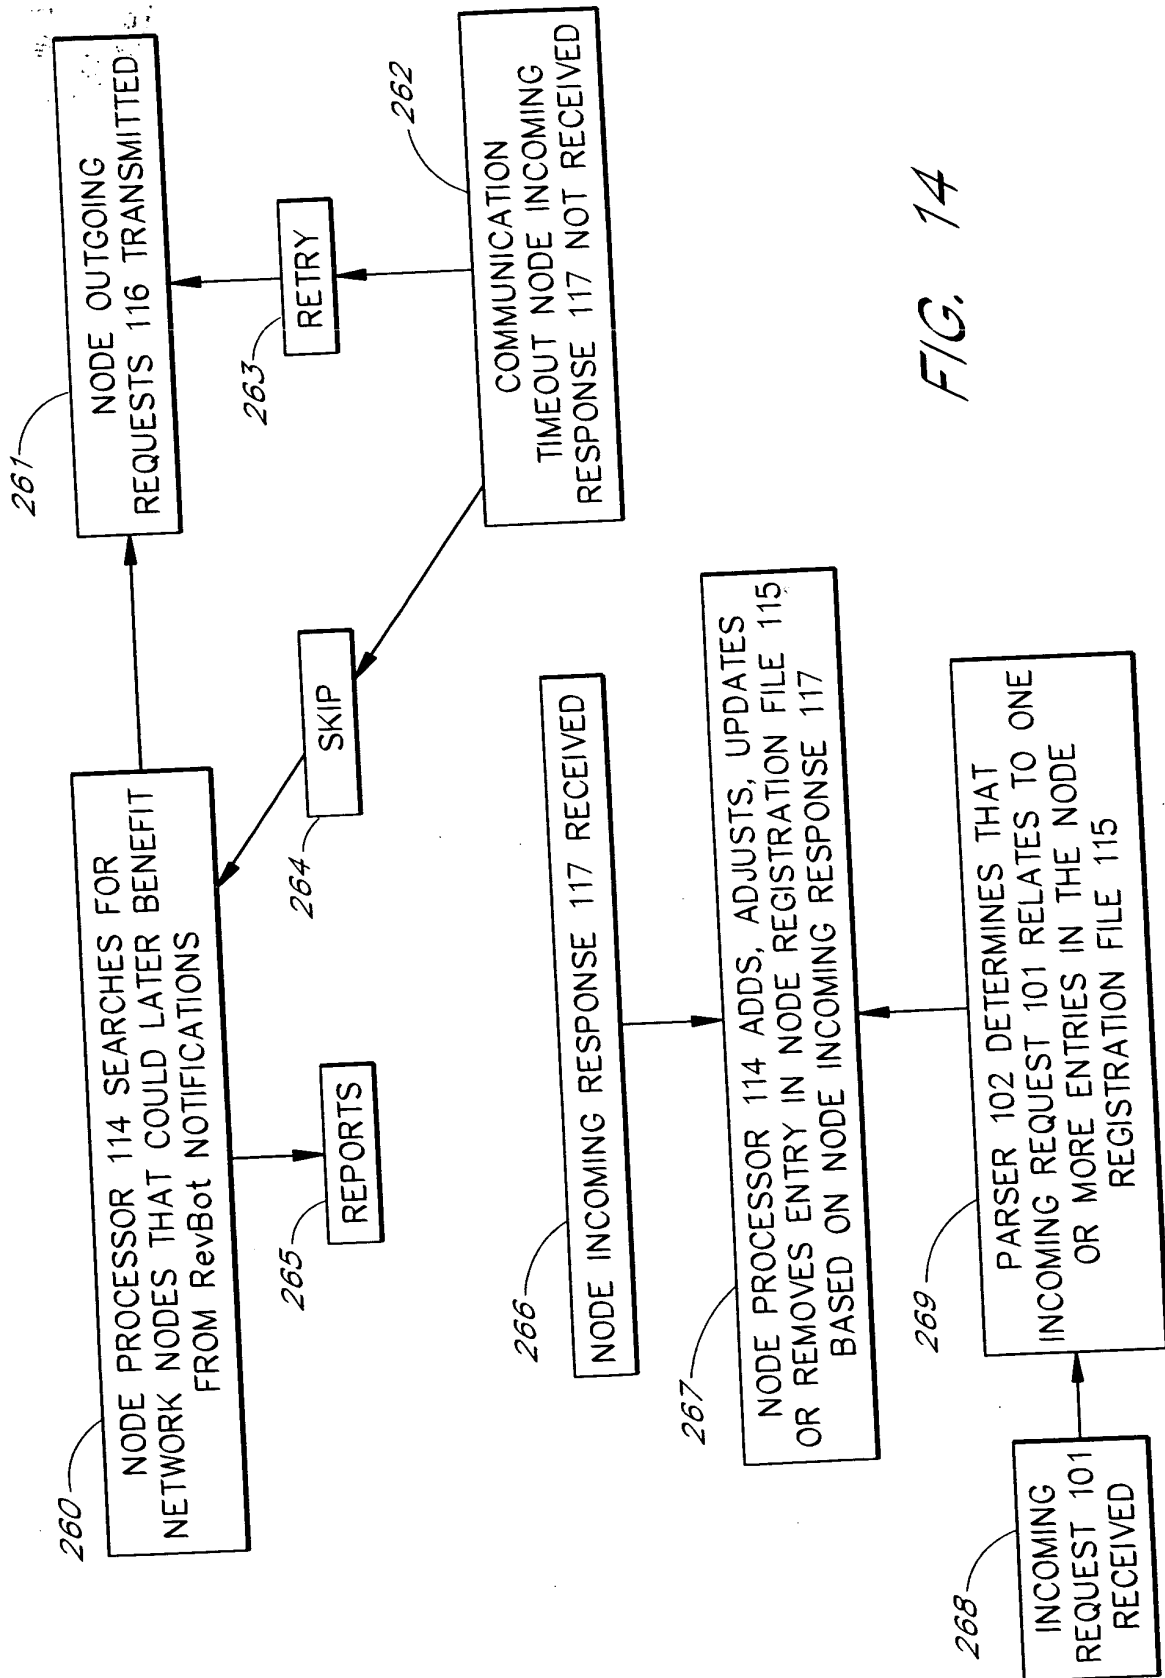 260
NODE PROCESSOR 114 SEARCHES FOR
NETWORK NODES THAT COULD LATER BENEFIT
FROM RevBot NOTIFICATIONS
261
NODE OUTGOING
REQUESTS 116 TRANSMITTED
264
SKIP
263
RETRY
265
REPORTS
262
COMMUNICATION
TIMEOUT NODE INCOMING
RESPONSE 117 NOT RECEIVED
266
NODE INCOMING RESPONSE 117 RECEIVED
267
NODE PROCESSOR 114 ADDS, ADJUSTS, UPDATES
OR REMOVES ENTRY IN NODE REGISTRATION FILE 115
BASED ON NODE INCOMING RESPONSE 117
268
INCOMING
REQUEST 101
RECEIVED
269
PARSER 102 DETERMINES THAT
INCOMING REQUEST 101 RELATES TO ONE
OR MORE ENTRIES IN THE NODE
REGISTRATION FILE 115
FIG. 14